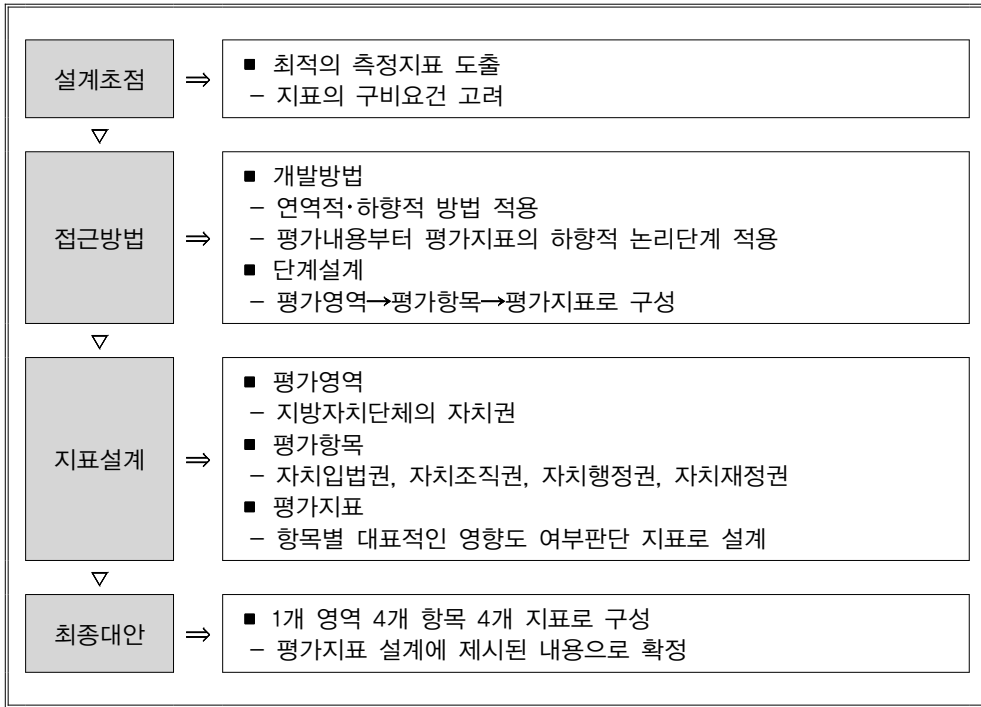 설계초점 ⇒
■ 최적의 측정지표 도출
– 지표의 구비요건 고려
▽
접근방법 ⇒
■ 개발방법
– 연역적·하향적 방법 적용
– 평가내용부터 평가지표의 하향적 논리단계 적용
■ 단계설계
– 평가영역→평가항목→평가지표로 구성
▽
지표설계 ⇒
■ 평가영역
– 지방자치단체의 자치권
■ 평가항목
– 자치입법권, 자치조직권, 자치행정권, 자치재정권
■ 평가지표
– 항목별 대표적인 영향도 여부판단 지표로 설계
▽
최종대안 ⇒
■ 1개 영역 4개 항목 4개 지표로 구성
– 평가지표 설계에 제시된 내용으로 확정